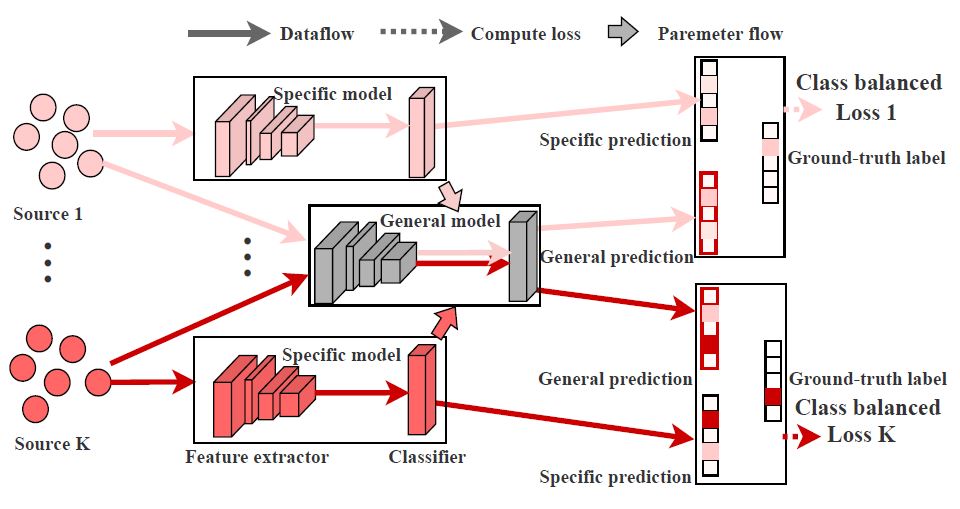 Dataflow
Compute loss
Paremeter flow
Specific model
Class balanced
Loss 1
Specific prediction
Ground-truth label
Source 1
General model
General prediction
Specific model
General prediction
Ground-truth label
Class balanced
Loss K
Source K
Feature extractor
Classifier
Specific prediction